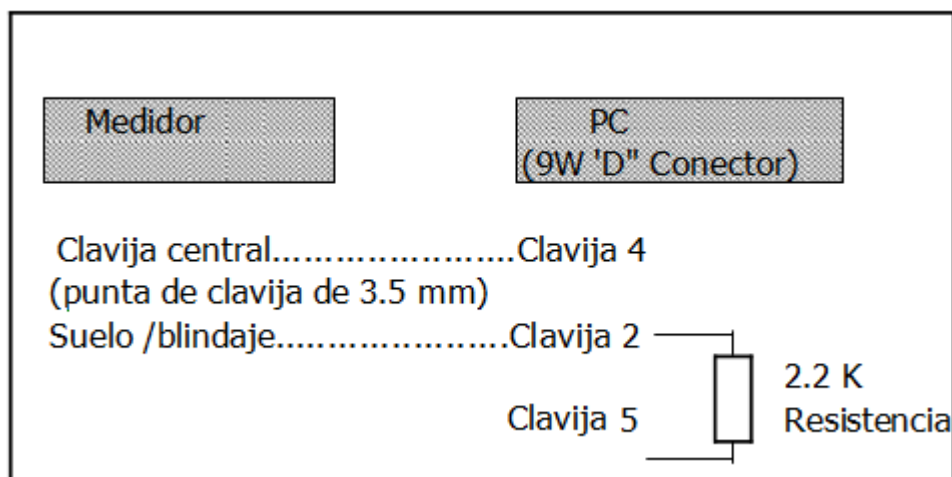 Medidor
PC
(9W 'D" Conector)
Clavija central.......................Clavija 4
(punta de clavija de 3.5 mm)
Suelo /blindaje.......................Clavija 2
2.2 K
Clavija 5
Resistencia